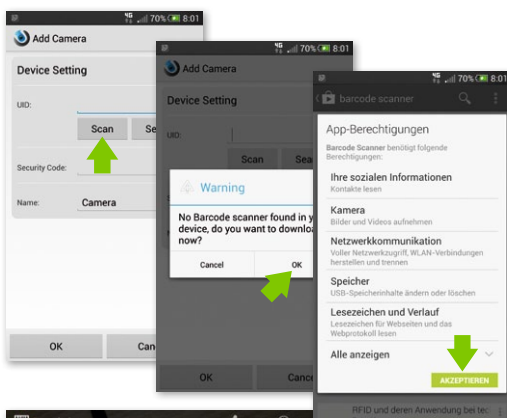 4G 70% 8:01
Add Camera
Device Setting
UID:
Scan
Security Code:
Name: Camera
OK
4G 70% 8:01
Add Camera
Device Setting
UID:
Scan
Warning
No Barcode scanner found in
device, do you want to
now?
Cancel OK
OK
4G 70% 8:01
barcode scanner
App-Berechtigungen
Barcode Scanner benötigt folgende
Berechtigungen:
Ihre sozialen Informationen
Kontakte lesen
Kamera
Bilder und Videos aufnehmen
Netzwerkkommunikation
Voller Netzwerkzugriff, WLAN-Verbindungen
herstellen und trennen
Speicher
USB-Speicherinhalte ändern oder löschen
Lesezeichen und Verlauf
Lesezeichen für Webseiten und das
Webprotokoll lesen
Alle anzeigen
AKZEPTIEREN
RFID und deren Anwendung bei